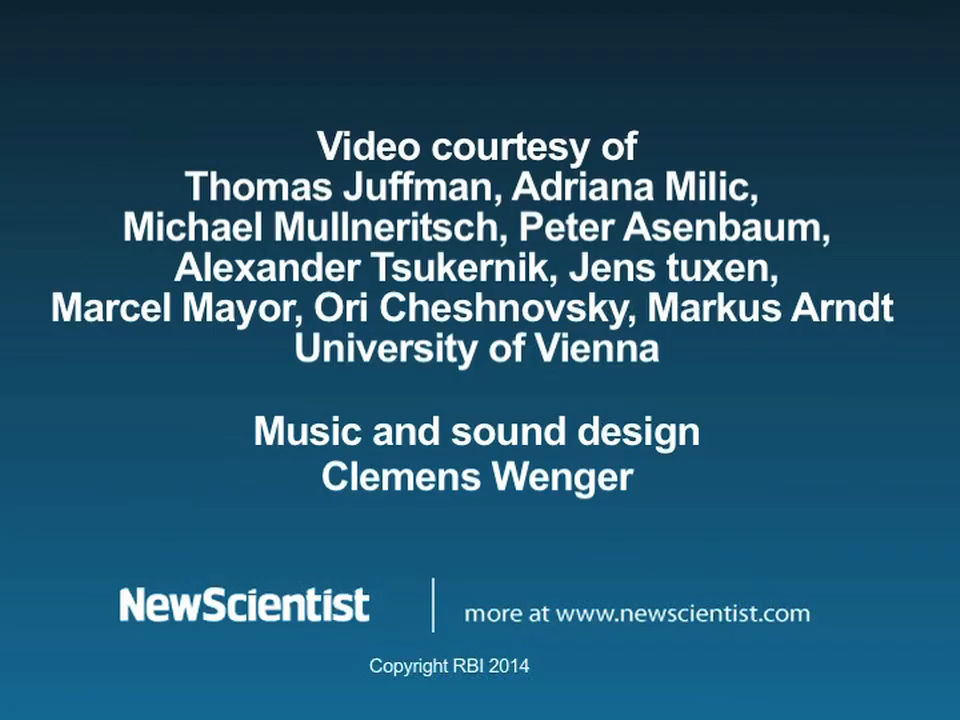 Video courtesy of
Thomas Juffman, Adriana Milic,
Michael Mullneritsch, Peter Asenbaum,
Alexander Tsukernik, Jens tuxen,
Marcel Mayor, Ori Cheshnovsky, Markus Arndt
University of Vienna
Music and sound design
Clemens Wenger
NewScientist
more at www.newscientist.com
Copyright RBI 2014